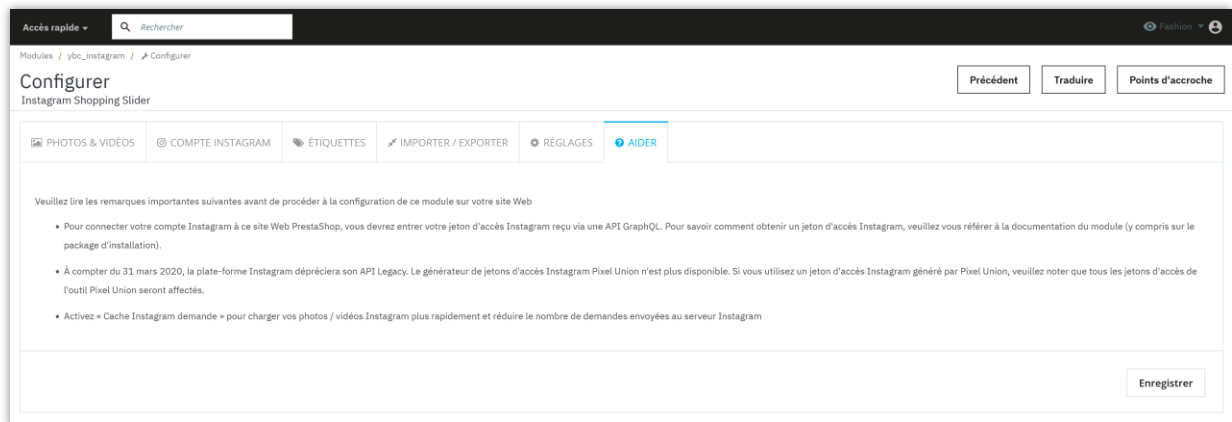 Accès rapide
Rechercher
Fashion
Modules / ybc_instagram / Configurer
Configurer
Instagram Shopping Slider
Précédent
Traduire
Points d'accroche
PHOTOS & VIDÉOS
COMPTE INSTAGRAM
ÉTIQUETTES
IMPORTER / EXPORTER
RÉGLAGES
AIDER
Veuillez lire les remarques importantes suivantes avant de procéder à la configuration de ce module sur votre site Web
• Pour connecter votre compte Instagram à ce site Web PrestaShop, vous devrez entrer votre jeton d'accès Instagram reçu via une API GraphQL. Pour savoir comment obtenir un jeton d'accès Instagram, veuillez vous référer à la documentation du module (y compris sur le
package d'installation).
• À compter du 31 mars 2020, la plate-forme Instagram dépréciera son API Legacy. Le générateur de jetons d'accès Instagram Pixel Union n'est plus disponible. Si vous utilisez un jeton d'accès Instagram généré par Pixel Union, veuillez noter que tous les jetons d'accès de
l'outil Pixel Union seront affectés.
• Activez « Cache Instagram demande » pour charger vos photos / vidéos Instagram plus rapidement et réduire le nombre de demandes envoyées au serveur Instagram
Enregistrer